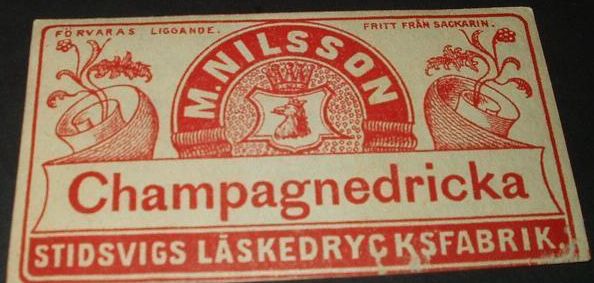 FÖRVARAS LIGGANDE.
FRITT FRÅN SACKARIN.
M. NILSSON
Champagnedricka
STIDSVIGS LÄSKEDRYCKSFABRIK.